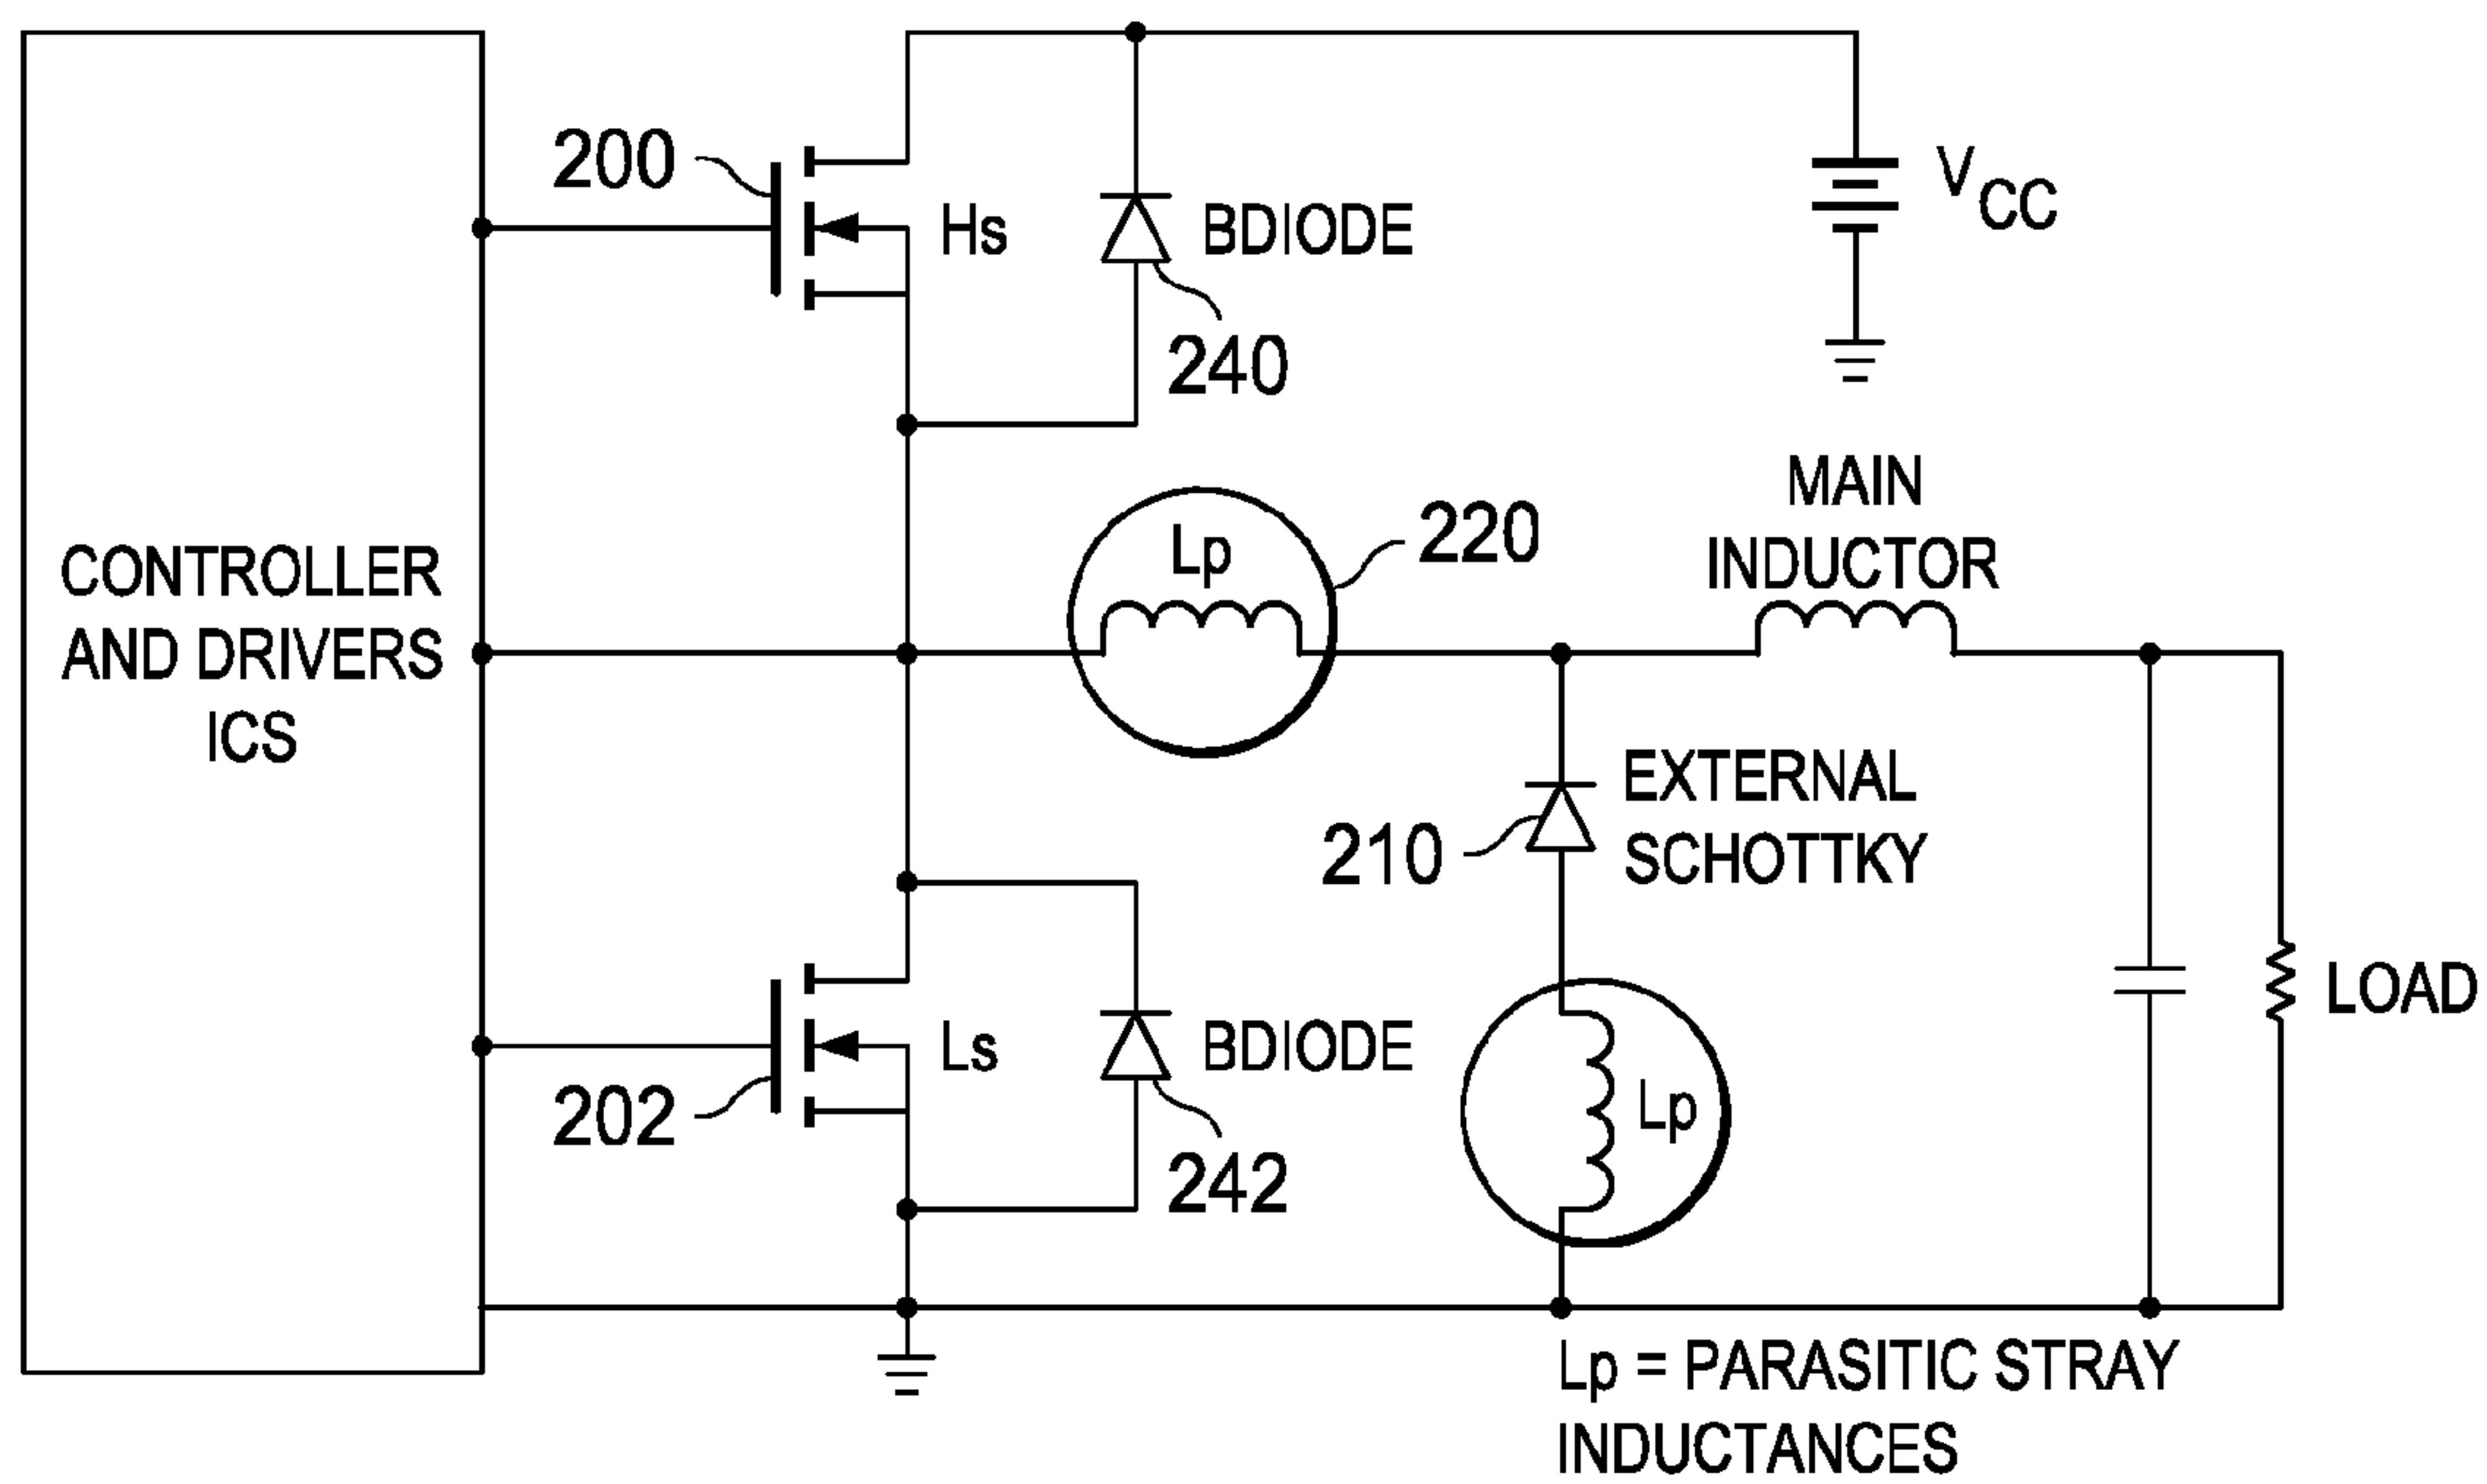 200
Hs
BDIODE
240
VCC
CONTROLLER
AND DRIVERS
ICS
Lp
220
MAIN
INDUCTOR
210
EXTERNAL
SCHOTTKY
202
Ls
BDIODE
242
Lp
LOAD
Lp = PARASITIC STRAY
INDUCTANCES